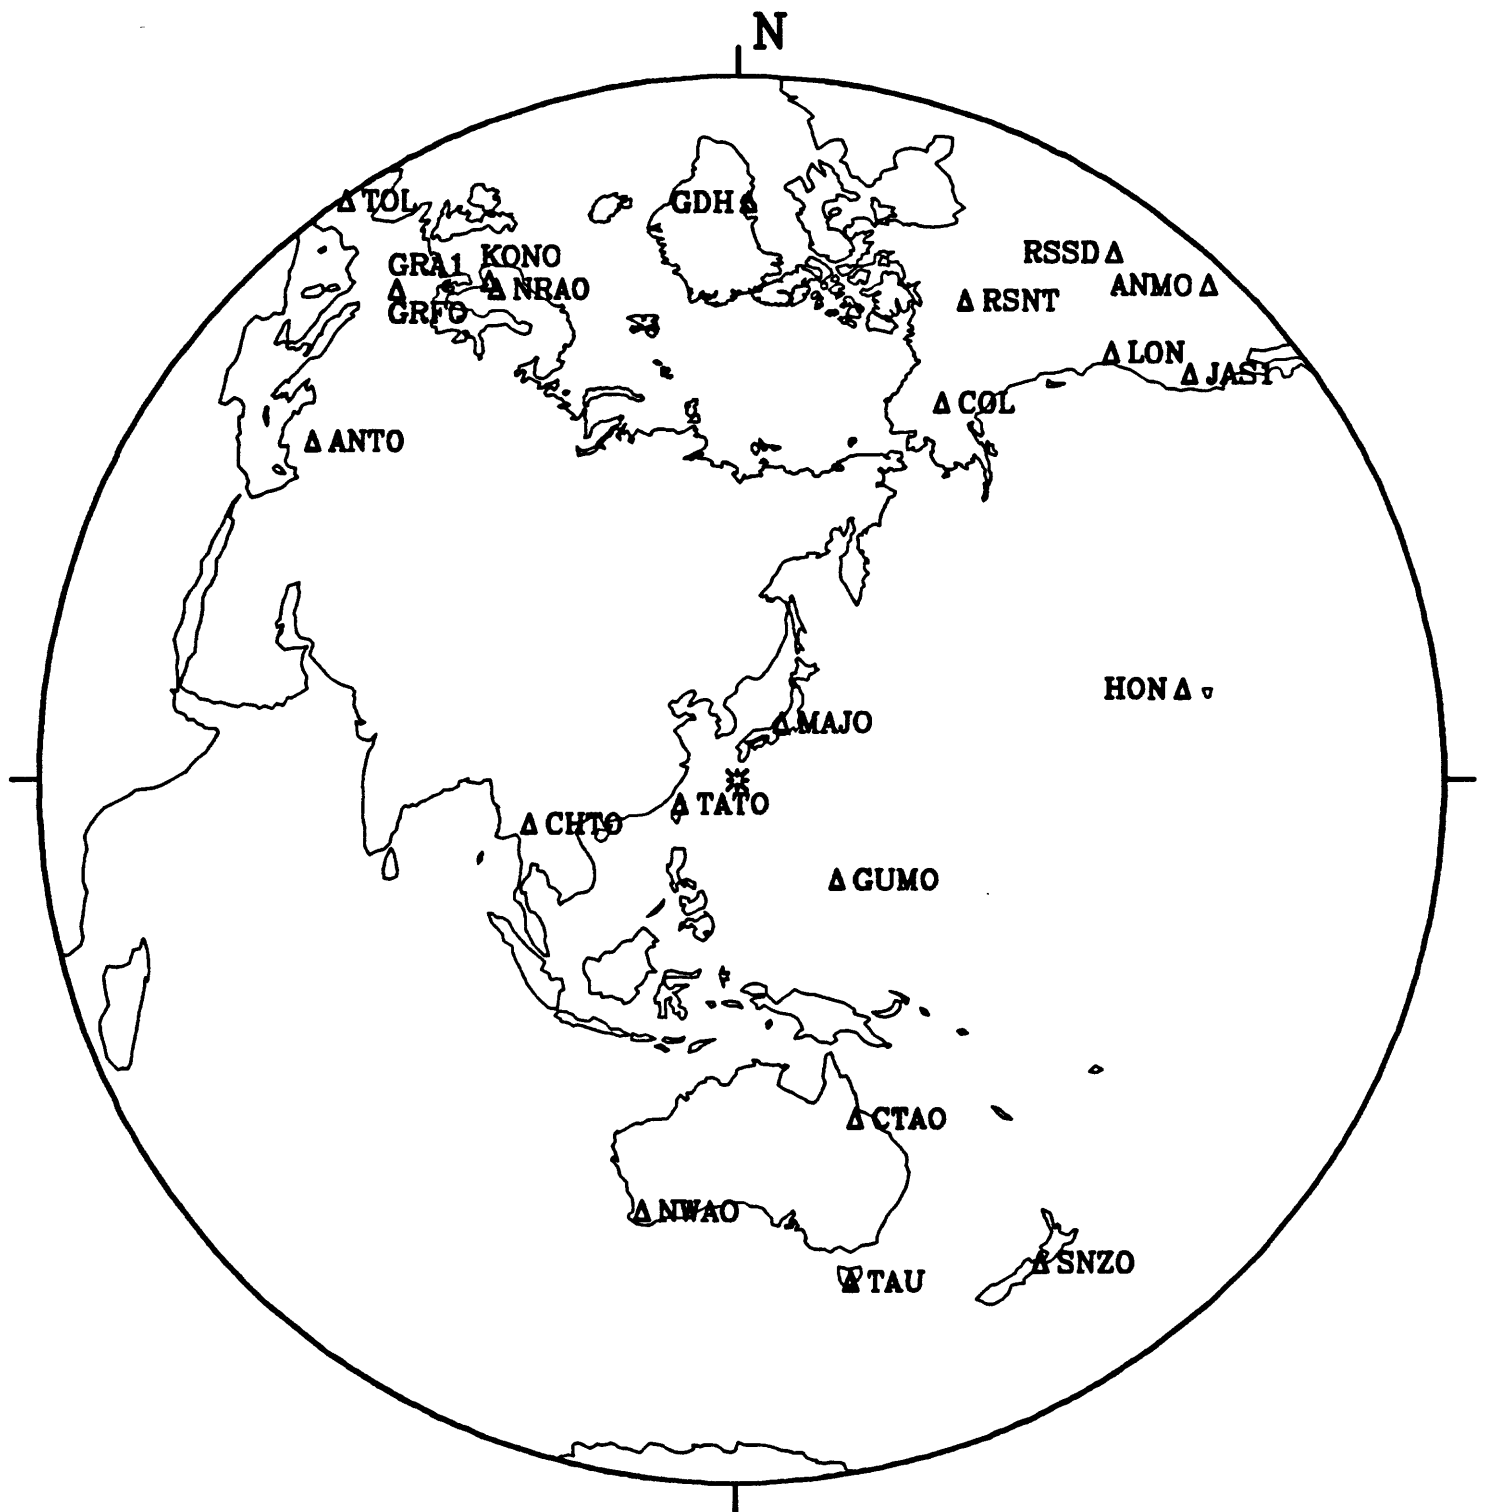 N
TOL
GDH
KONO
GRA1
NRAO
GRFO
RSSD
ANMO
RSNT
LON
JAS1
COL
ANTO
HON
MAJO
TATO
CHTO
GUMO
CTAO
NWAO
SNZO
TAU